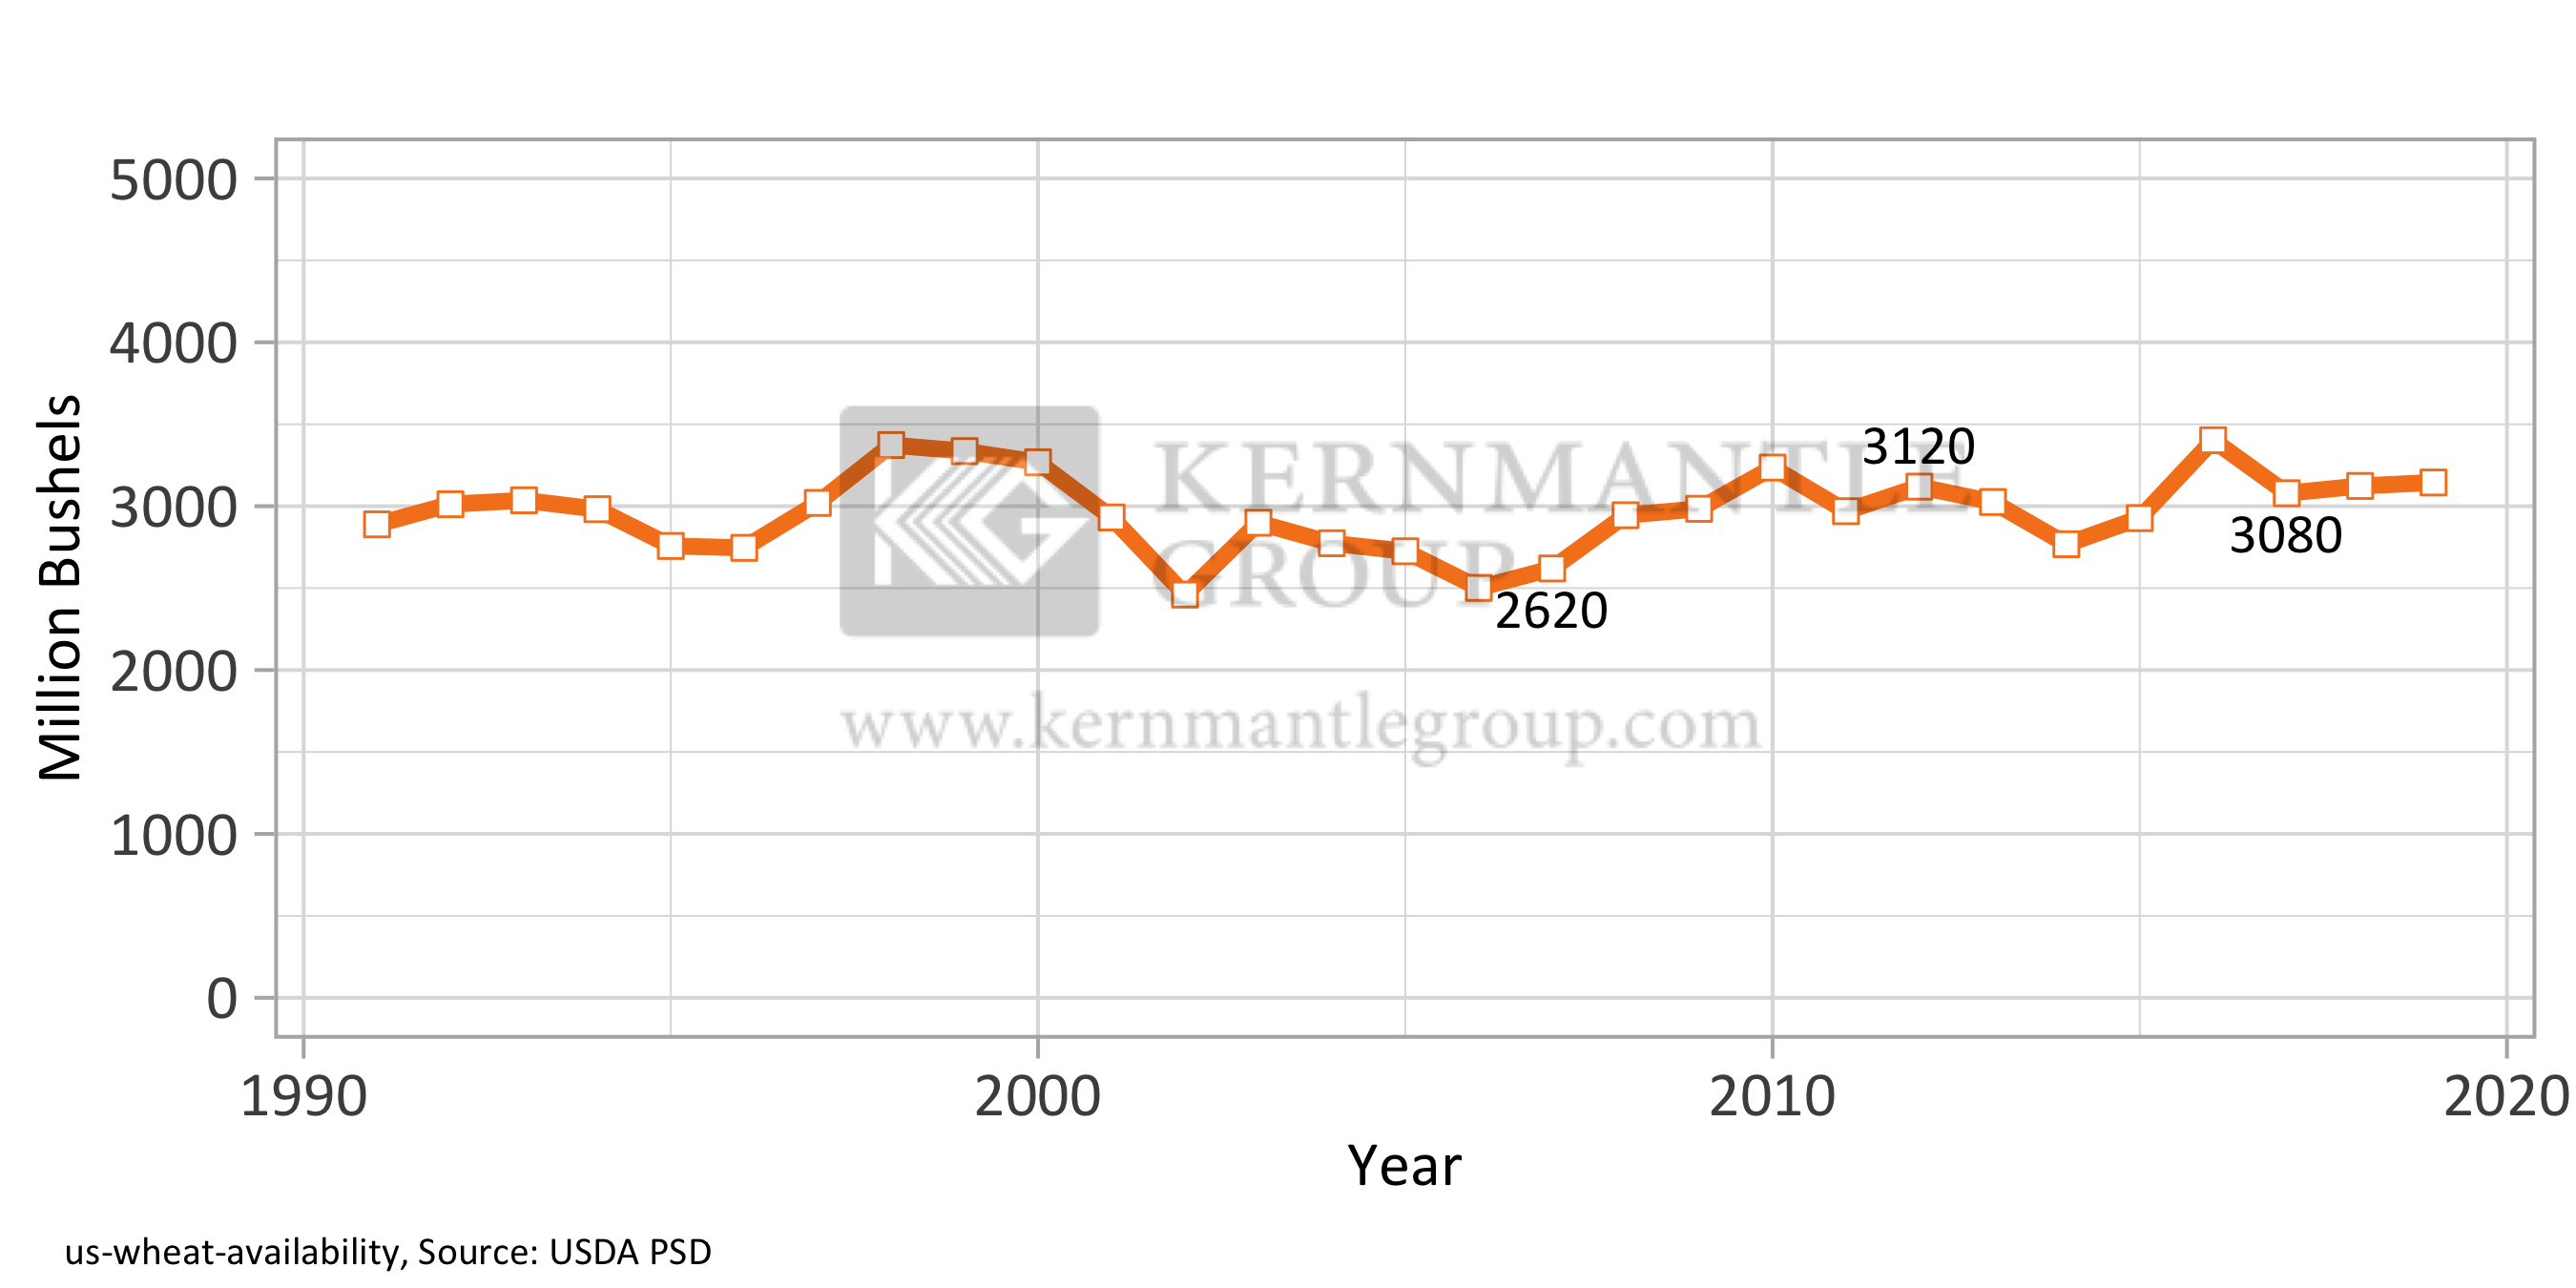 5000
4000
3000
2000
1000
0
Million Bushels
KERNMANTLE
GROUP
www.kernmantlegroup.com
KG
3120
3080
2620
1990
2000
2010
2020
Year
us-wheat-availability, Source: USDA PSD